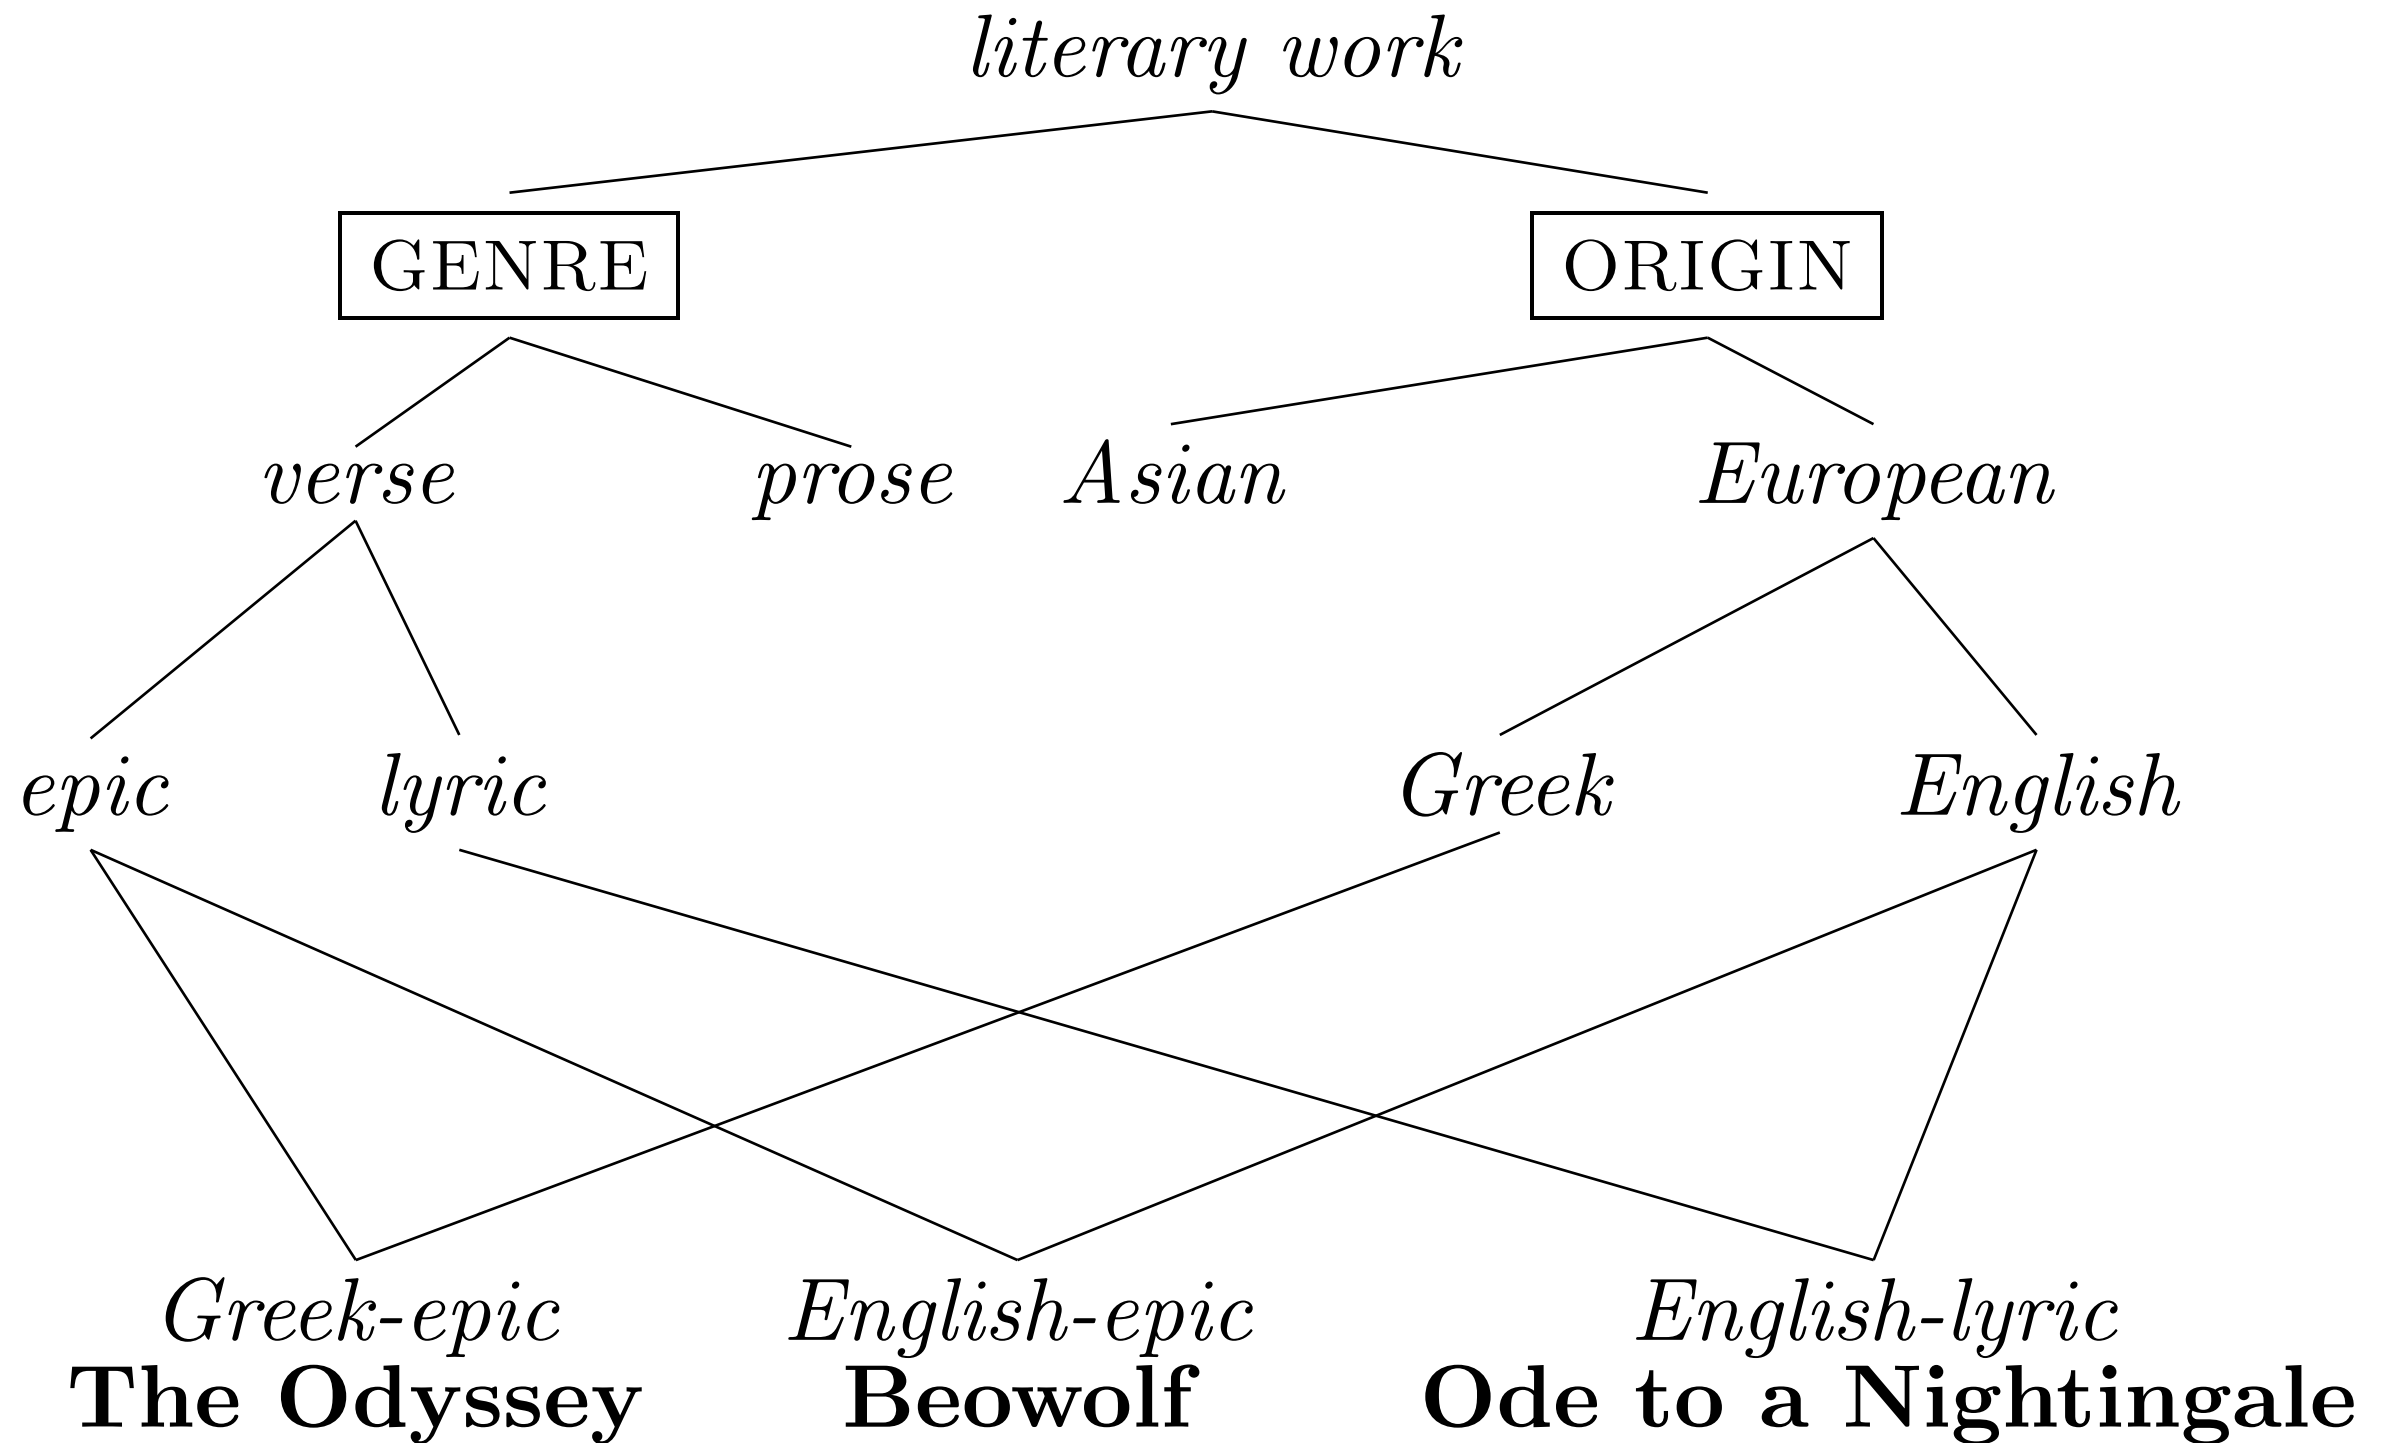 literary work
GENRE ORIGIN
verse prose Asian European
epic lyric Greek English
Greek-epic English-epic English-lyric
The Odyssey Beowolf Ode to a Nightingale